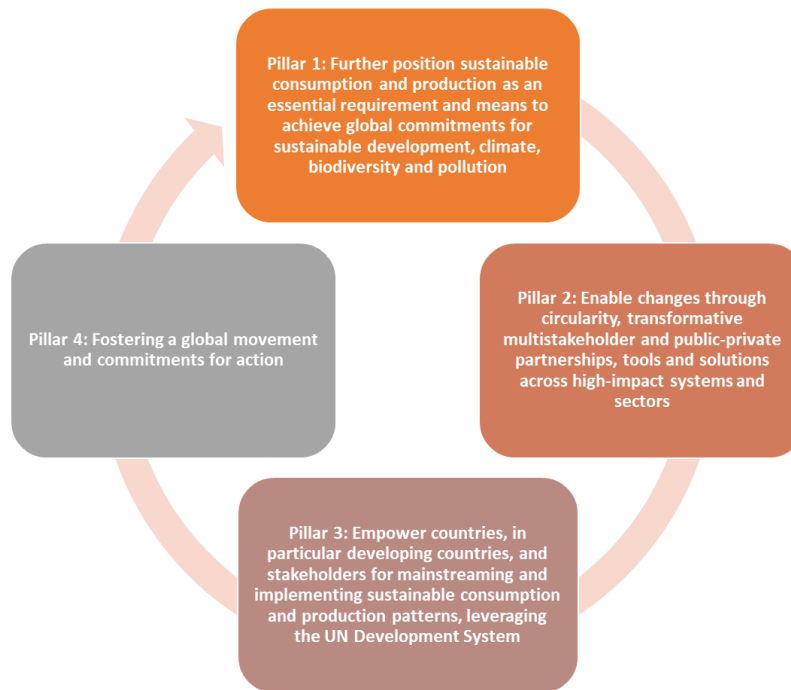 Pillar 1: Further position sustainable
consumption and production as an
essential requirement and means to
achieve global commitments for
sustainable development, climate,
biodiversity and pollution
Pillar 2: Enable changes through
circularity, transformative
multistakeholder and public-private
partnerships, tools and solutions
across high-impact systems and
sectors
Pillar 3: Empower countries, in
particular developing countries, and
stakeholders for mainstreaming and
implementing sustainable consumption
and production patterns, leveraging
the UN Development System
Pillar 4: Fostering a global movement
and commitments for action